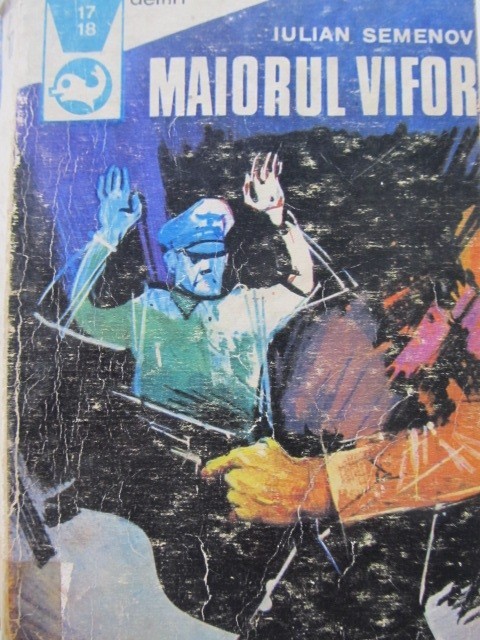 17
18
IULIAN SEMENOV
MAIORUL VIFOR